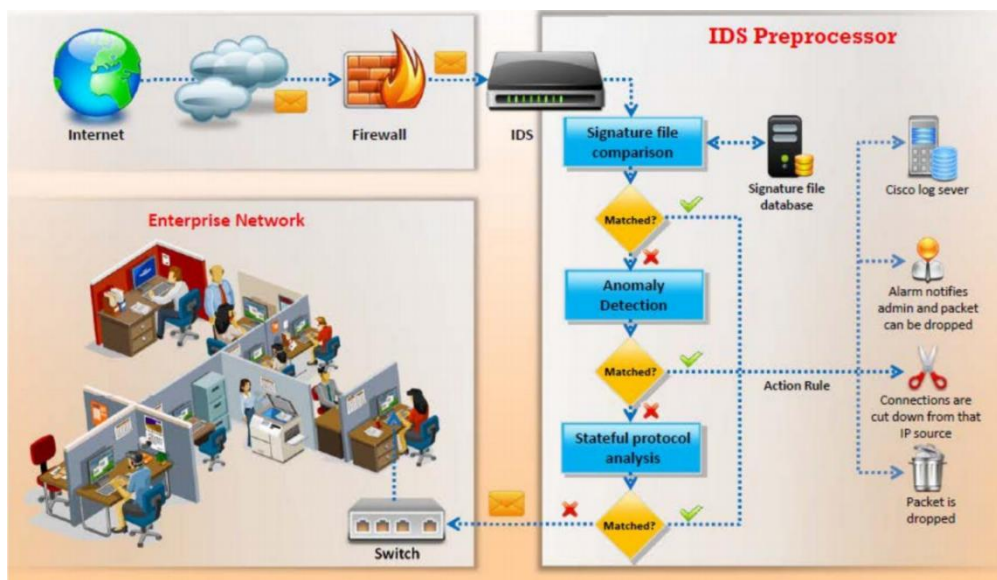 IDS Preprocessor
Internet
Firewall
IDS
Signature file
comparison
Signature file
database
Cisco log sever
Matched?
Anomaly
Detection
Alarm notifies
admin and packet
can be dropped
Matched?
Action Rule
Connections are
cut down from that
IP source
Stateful protocol
analysis
Matched?
Packet is
dropped
Enterprise Network
Switch